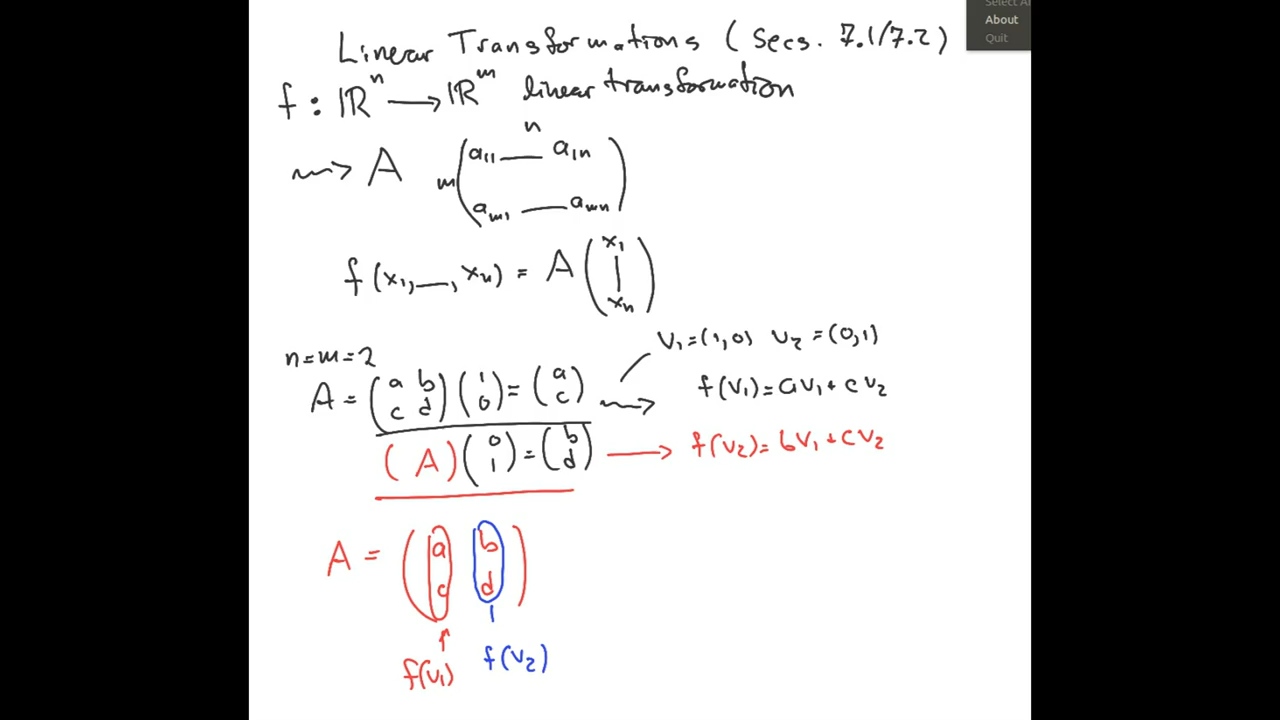 Select Al
About
Quit
Linear Transformations (Secs. 7.1/7.2)
f : ℝⁿ ⟶ ℝᵐ linear transformation
n
⇝ A m ( a₁₁ — a₁ₙ
aₘ₁ — aₘₙ )
f (x₁, —, xₙ) = A ( x₁ | xₙ )
n=m=2
v₁=(1,0) v₂=(0,1)
A = ( a b
c d ) ( 1
0 ) = ( a
c ) ⇝ f(v₁)=av₁+cv₂
( A ) ( 0
1 ) = ( b
d ) ⟶ f(v₂)=bv₁+cv₂
A = ( a b
c d )
f(v₁) f(v₂)